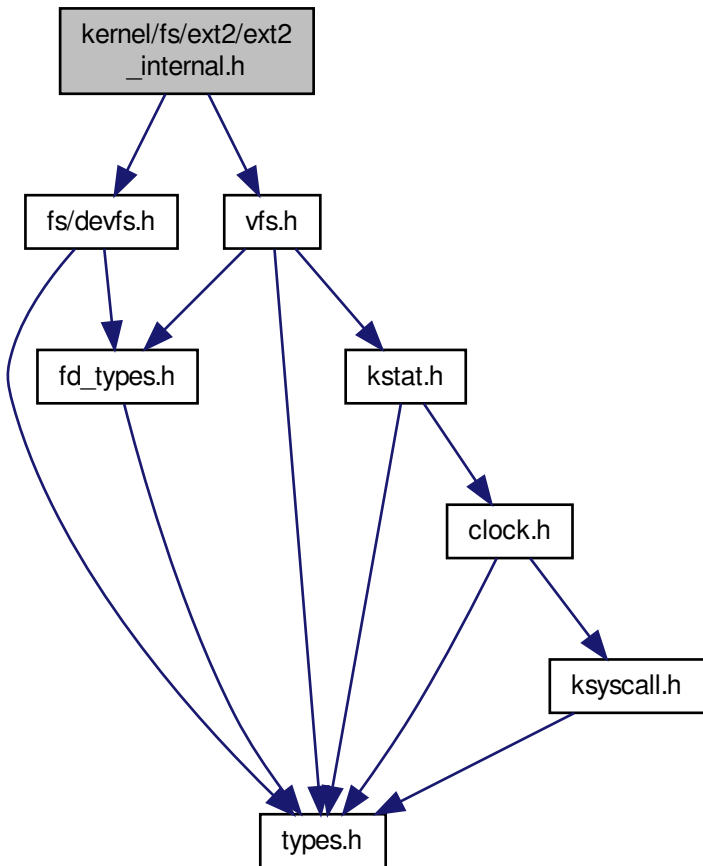 kernel/fs/ext2/ext2
_internal.h
fs/devfs.h
vfs.h
fd_types.h
kstat.h
clock.h
ksyscall.h
types.h